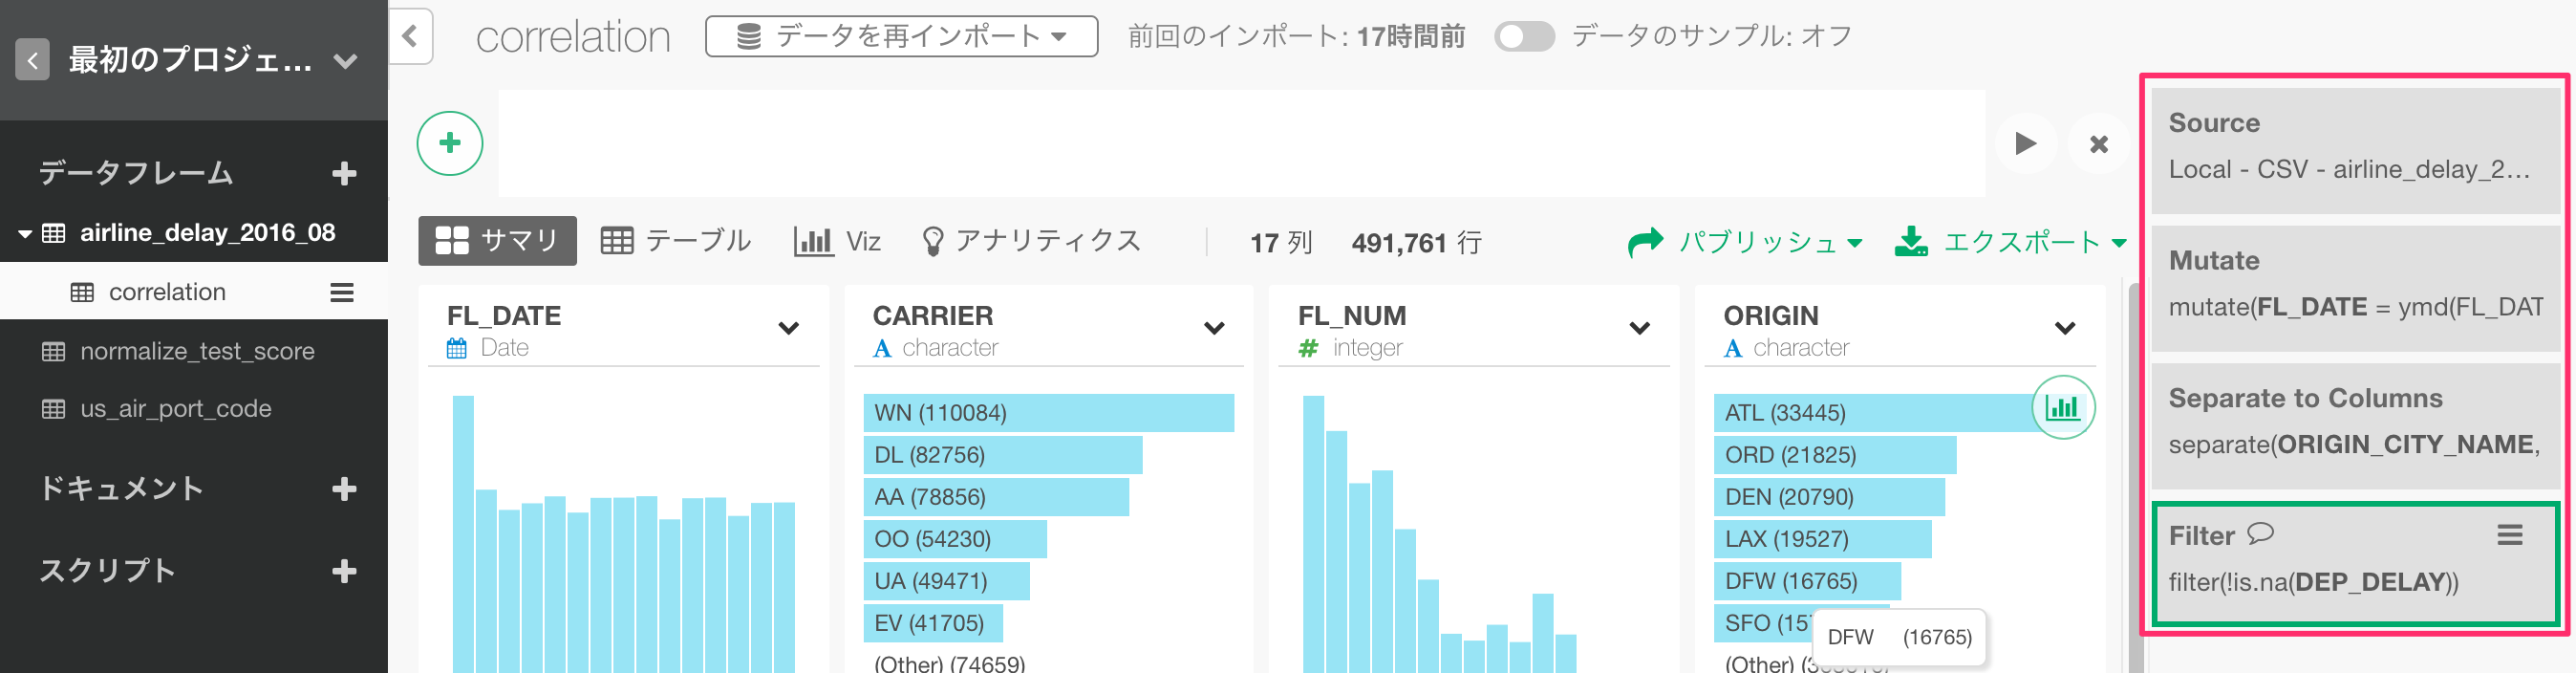 最初のプロジェ...
correlation
データを再インポート
前回のインポート: 17時間前
データのサンプル: オフ
データフレーム
airline_delay_2016_08
correlation
normalize_test_score
us_air_port_code
ドキュメント
スクリプト
サマリ
テーブル
Viz
アナリティクス
17 列
491,761 行
パブリッシュ
エクスポート
FL_DATE
Date
CARRIER
character
WN (110084)
DL (82756)
AA (78856)
OO (54230)
UA (49471)
EV (41705)
(Other) (74659)
FL_NUM
integer
ORIGIN
character
ATL (33445)
ORD (21825)
DEN (20790)
LAX (19527)
DFW (16765)
SFO (157
(Other)
DFW (16765)
Source
Local - CSV - airline_delay_2...
Mutate
mutate(FL_DATE = ymd(FL_DAT
Separate to Columns
separate(ORIGIN_CITY_NAME,
Filter
filter(!is.na(DEP_DELAY))